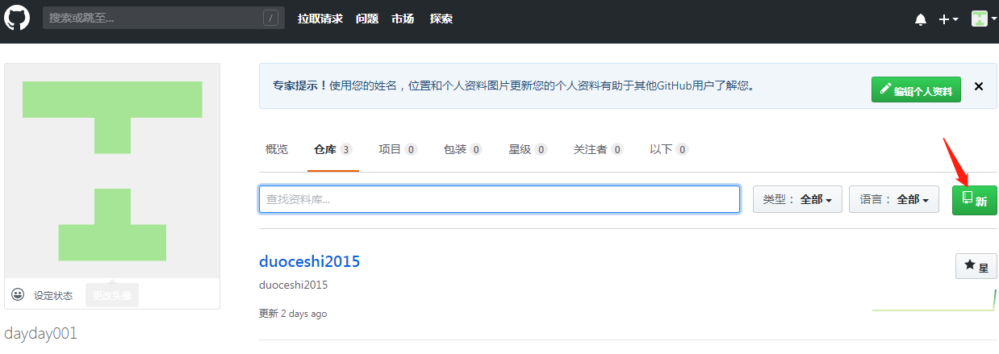 搜索或跳至... /
拉取请求 问题 市场 探索
专家提示！使用您的姓名，位置和个人资料图片更新您的个人资料有助于其他GitHub用户了解您。
编辑个人资料
概览 仓库 3 项目 0 包装 0 星级 0 关注者 0 以下 0
查找资料库... 类型： 全部 语言： 全部 新
duoceshi2015
星
duoceshi2015
设定状态 更改头像
更新 2 days ago
dayday001